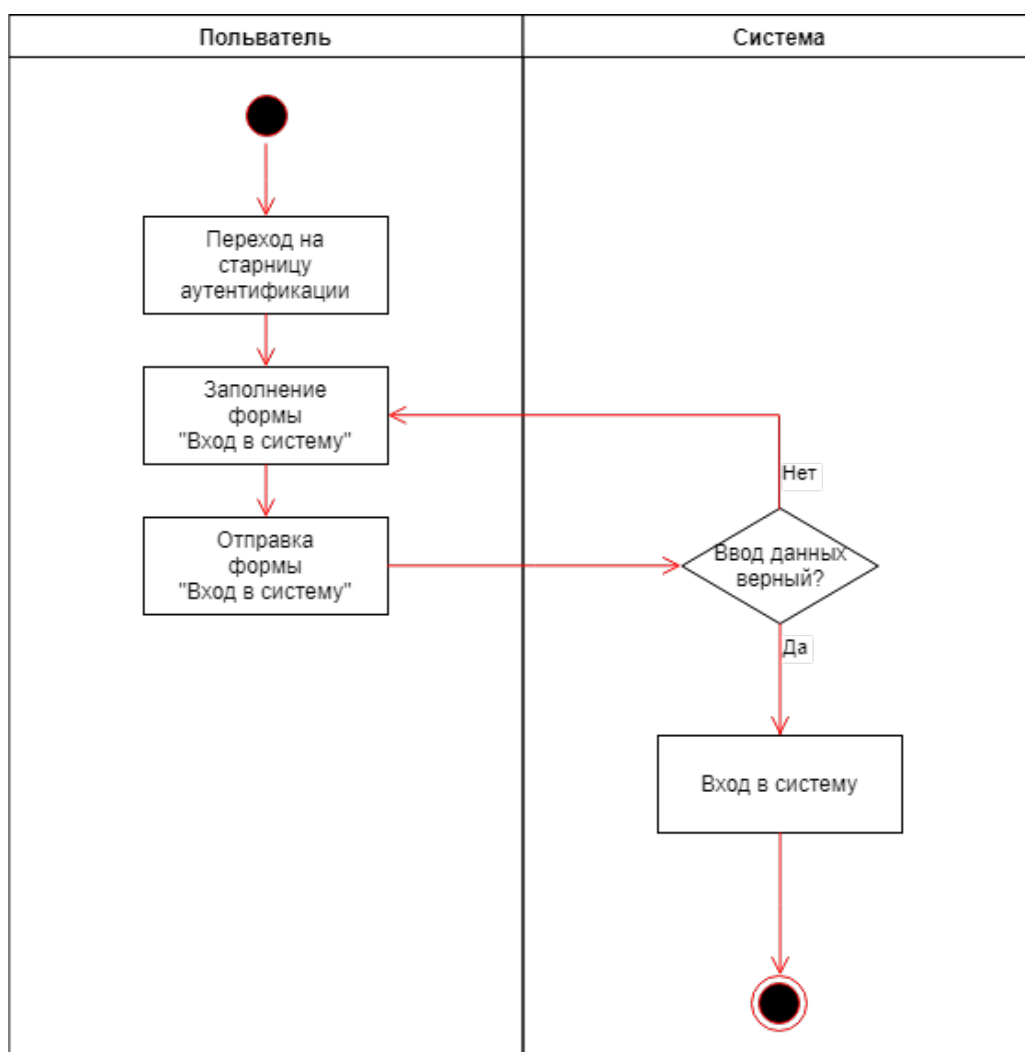 Польватель
Система
Переход на
старницу
аутентификации
Заполнение
формы
"Вход в систему"
Нет
Отправка
формы
"Вход в систему"
Ввод данных
верный?
Да
Вход в систему